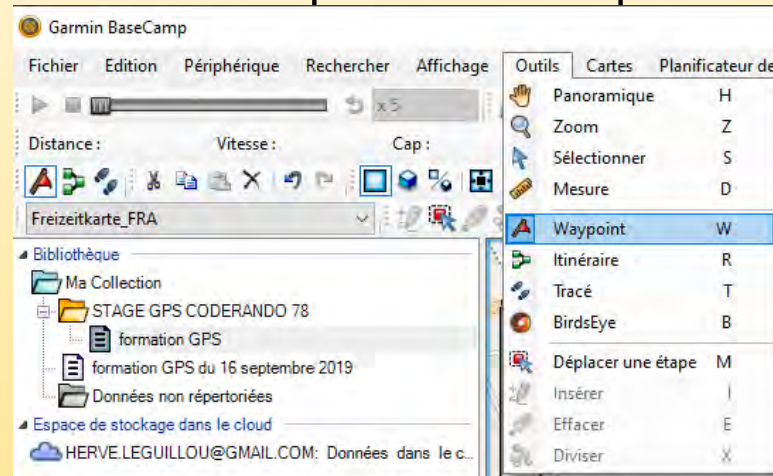 Garmin BaseCamp
Fichier Edition Périphérique Rechercher Affichage Outils Cartes Planificateur de
x 5
Distance : Vitesse : Cap :
Freizeitkarte_FRA
Panoramique H
Zoom Z
Sélectionner S
Mesure D
Waypoint W
Itinéraire R
Tracé T
BirdsEye B
Déplacer une étape M
Insérer I
Effacer E
Diviser X
Bibliothèque
Ma Collection
STAGE GPS CODERANDO 78
formation GPS
formation GPS du 16 septembre 2019
Données non répertoriées
Espace de stockage dans le cloud
HERVE.LEGUILLOU@GMAIL.COM: Données dans le c...